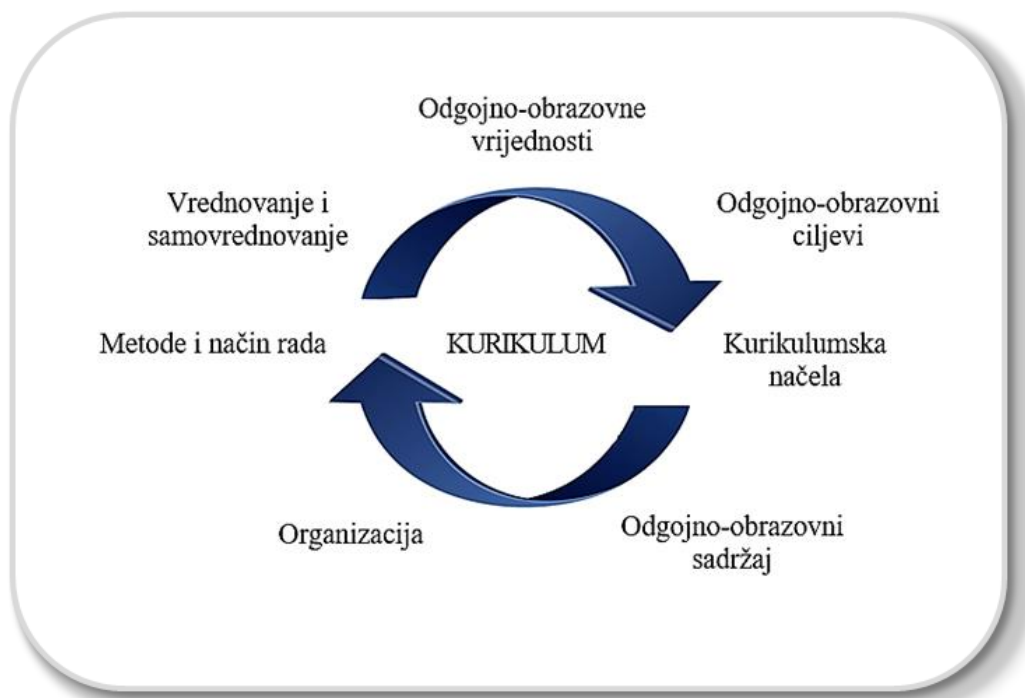 Odgojno-obrazovne
vrijednosti
Vrednovanje i
samovrednovanje
Odgojno-obrazovni
ciljevi
Metode i način rada
KURIKULUM
Kurikulumska
načela
Organizacija
Odgojno-obrazovni
sadržaj